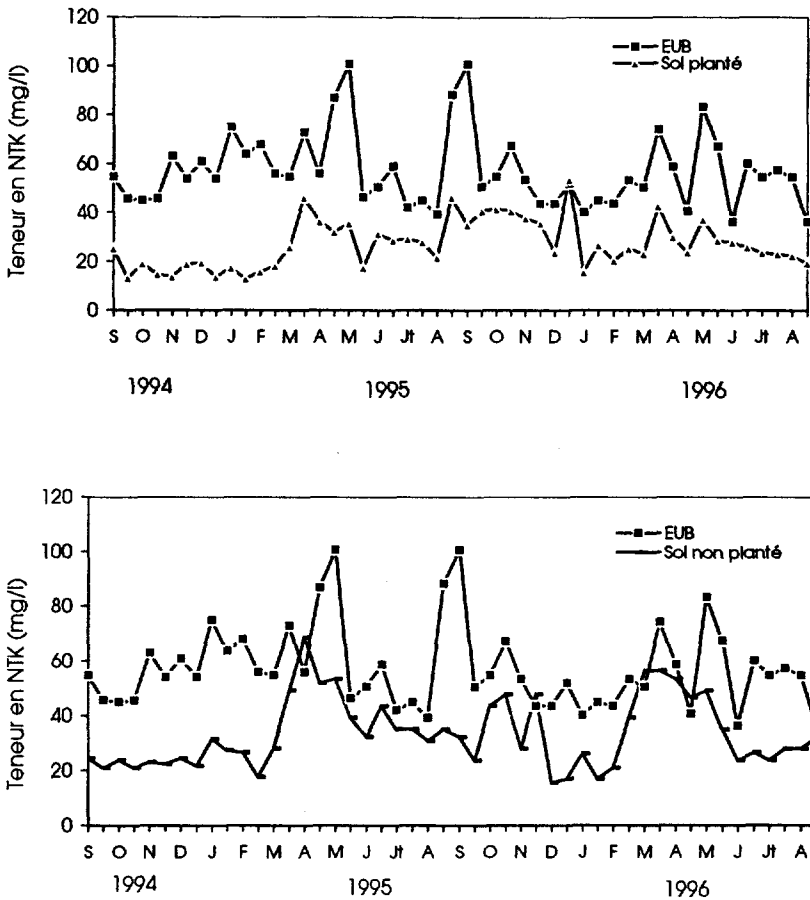 120
100
80
60
40
20
0
Teneur en NTK (mg/l)
EUB
Sol planté
S O N D J F M A M J Jt A S O N D J F M A M J Jt A
1994 1995 1996
120
100
80
60
40
20
0
Teneur en NTK (mg/l)
EUB
Sol non planté
S O N D J F M A M J Jt A S O N D J F M A M J Jt A
1994 1995 1996